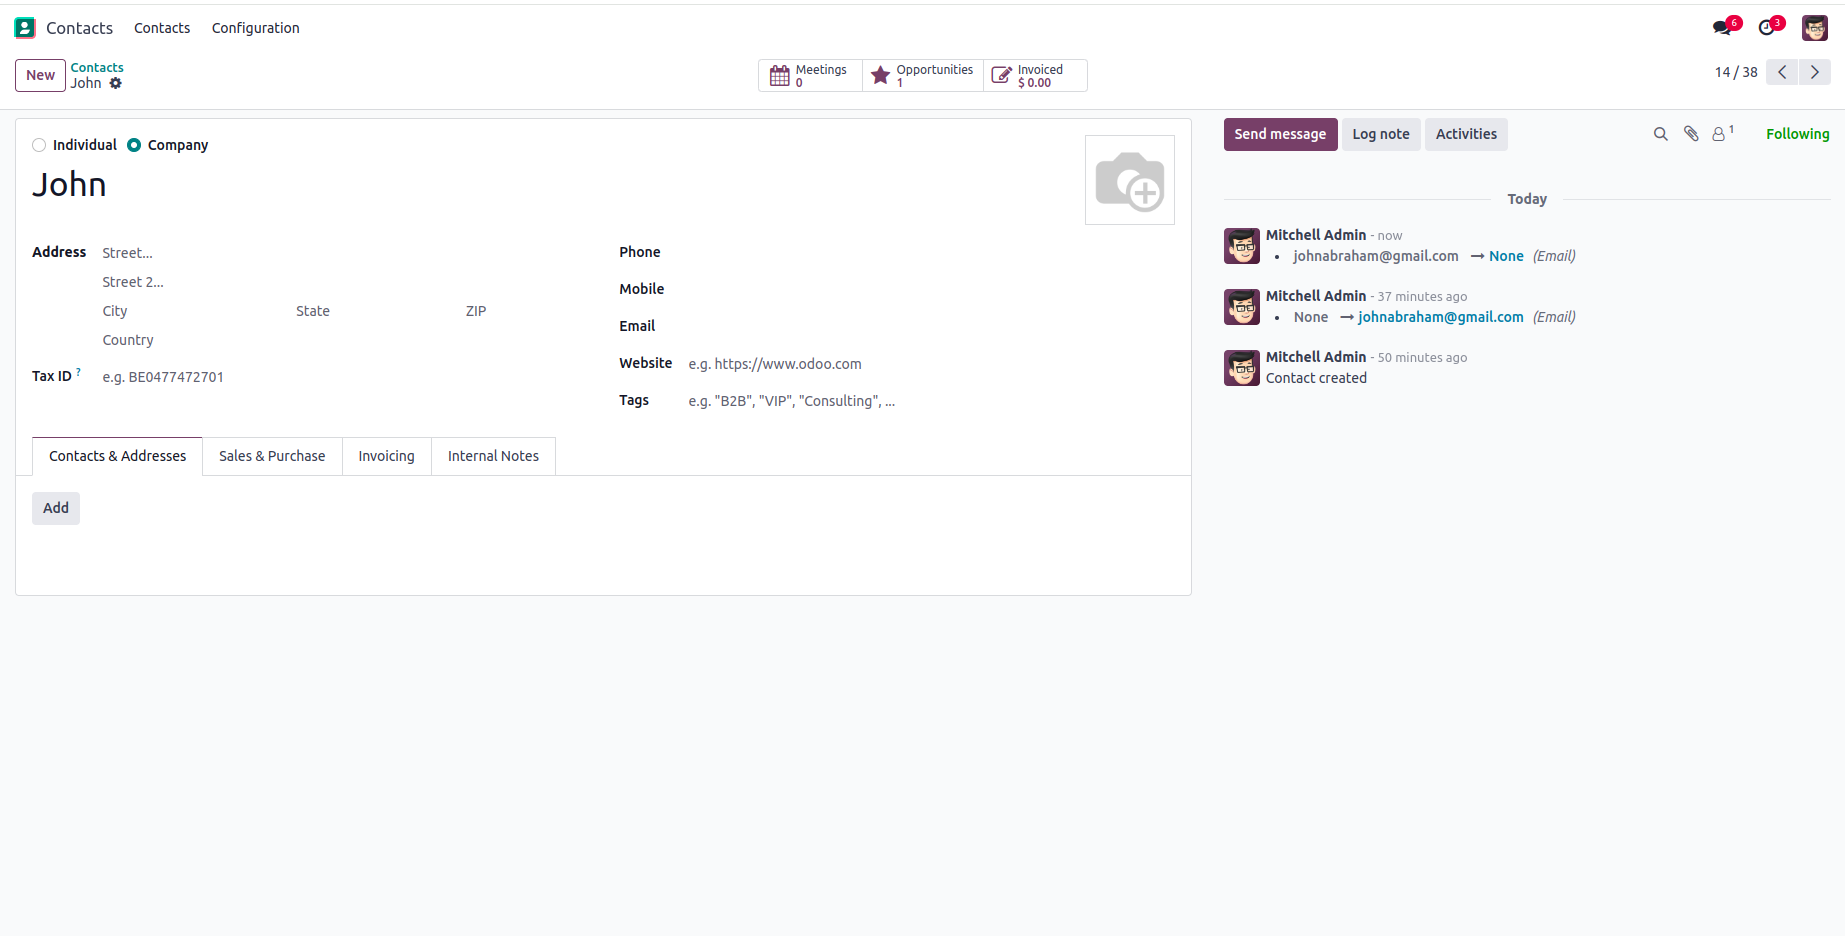 Contacts Contacts Configuration 6 3
New Contacts Meetings Opportunities Invoiced 14 / 38
John 0 1 $ 0.00
Individual Company
John
Address Street...
Street 2...
City State ZIP
Country
Tax ID ? e.g. BE0477472701
Phone
Mobile
Email
Website e.g. https://www.odoo.com
Tags e.g. "B2B", "VIP", "Consulting", ...
Contacts & Addresses Sales & Purchase Invoicing Internal Notes
Add
Send message Log note Activities 1 Following
Today
Mitchell Admin - now
• johnabraham@gmail.com → None (Email)
Mitchell Admin - 37 minutes ago
• None → johnabraham@gmail.com (Email)
Mitchell Admin - 50 minutes ago
Contact created